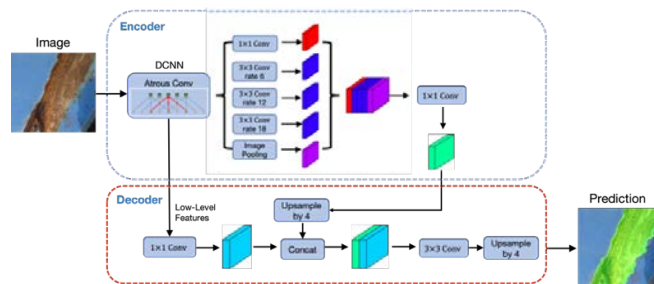 Encoder
Image
DCNN
Atrous Conv
1×1 Conv
3×3 Conv
rate 6
3×3 Conv
rate 12
3×3 Conv
rate 18
Image Pooling
1×1 Conv
Decoder
Low-Level
Features
Upsample
by 4
1×1 Conv
Concat
3×3 Conv
Upsample
by 4
Prediction